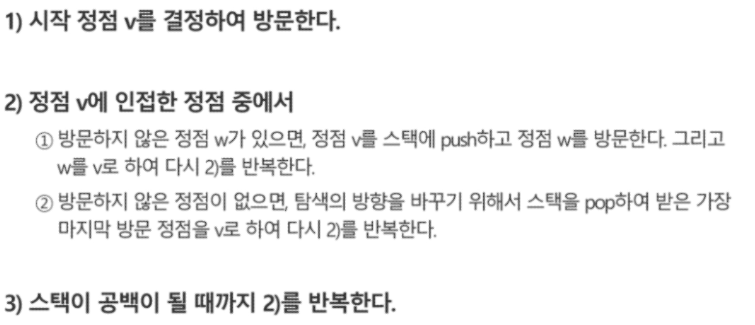 1) 시작 정점 v를 결정하여 방문한다.
2) 정점 v에 인접한 정점 중에서
① 방문하지 않은 정점 w가 있으면, 정점 v를 스택에 push하고 정점 w를 방문한다. 그리고
w를 v로 하여 다시 2)를 반복한다.
② 방문하지 않은 정점이 없으면, 탐색의 방향을 바꾸기 위해서 스택을 pop하여 받은 가장
마지막 방문 정점을 v로 하여 다시 2)를 반복한다.
3) 스택이 공백이 될 때까지 2)를 반복한다.